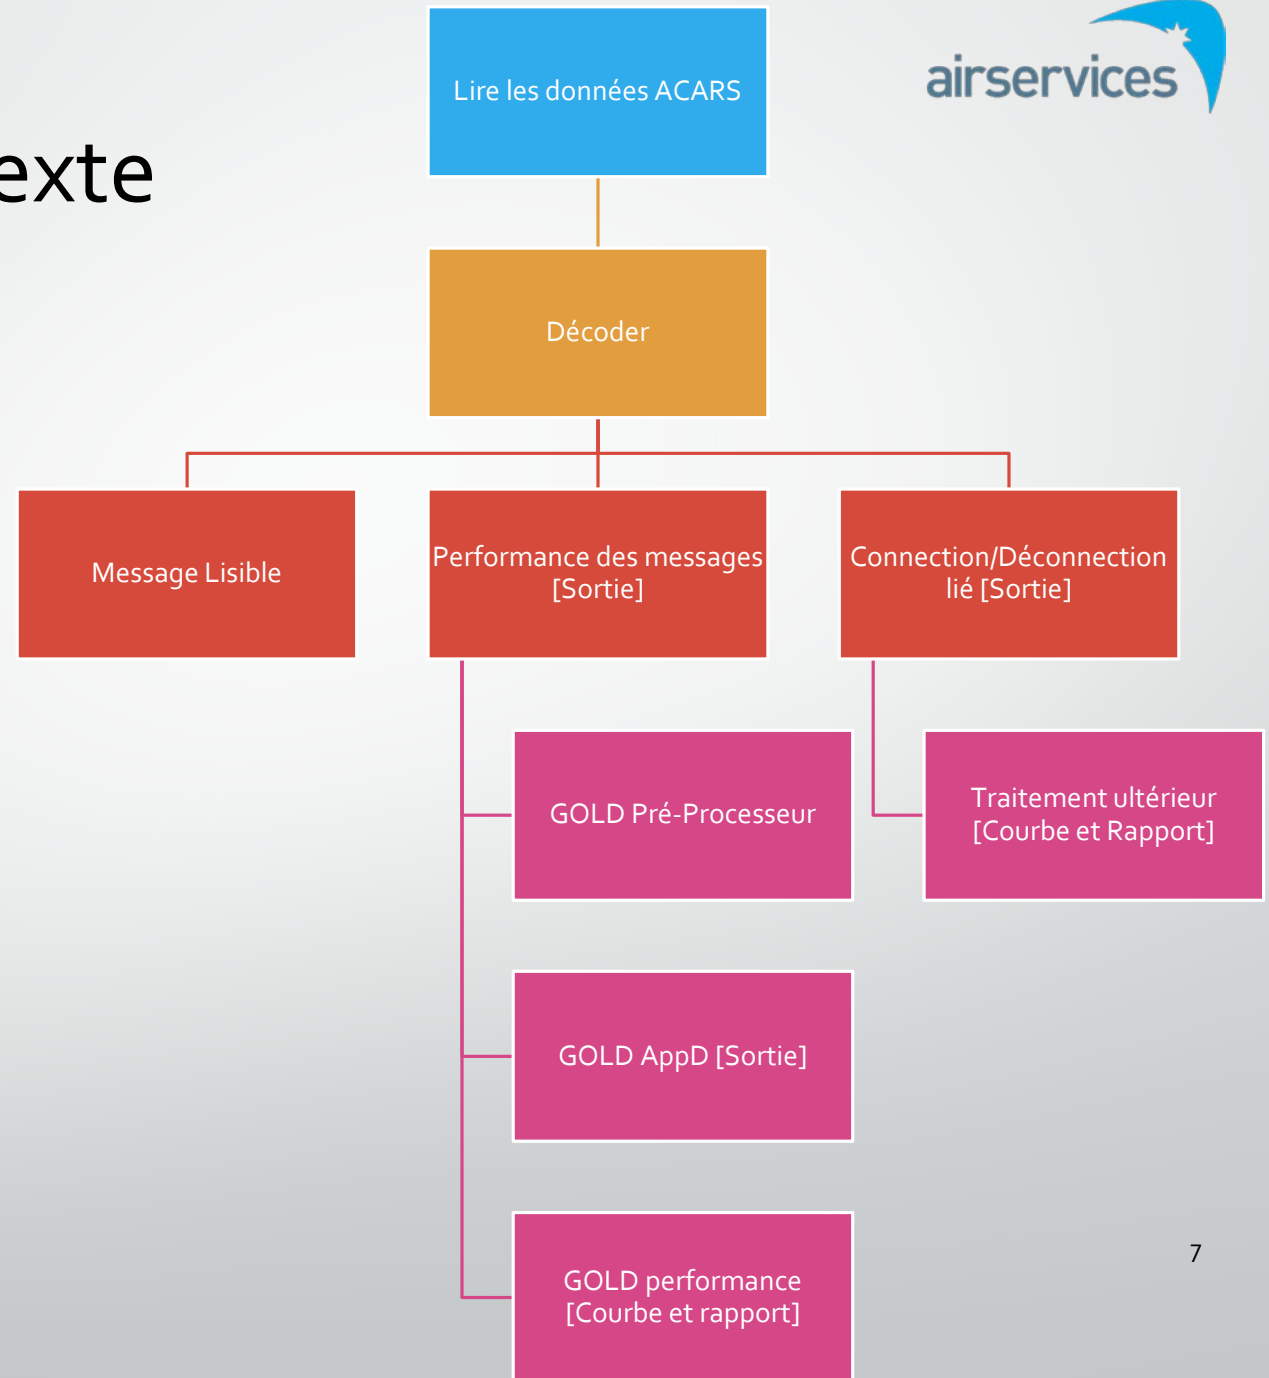 airservices
Lire les données ACARS
exte
Décoder
Message Lisible
Performance des messages
[Sortie]
Connection/Déconnection
lié [Sortie]
GOLD Pré-Processeur
Traitement ultérieur
[Courbe et Rapport]
GOLD AppD [Sortie]
GOLD performance
[Courbe et rapport]
7